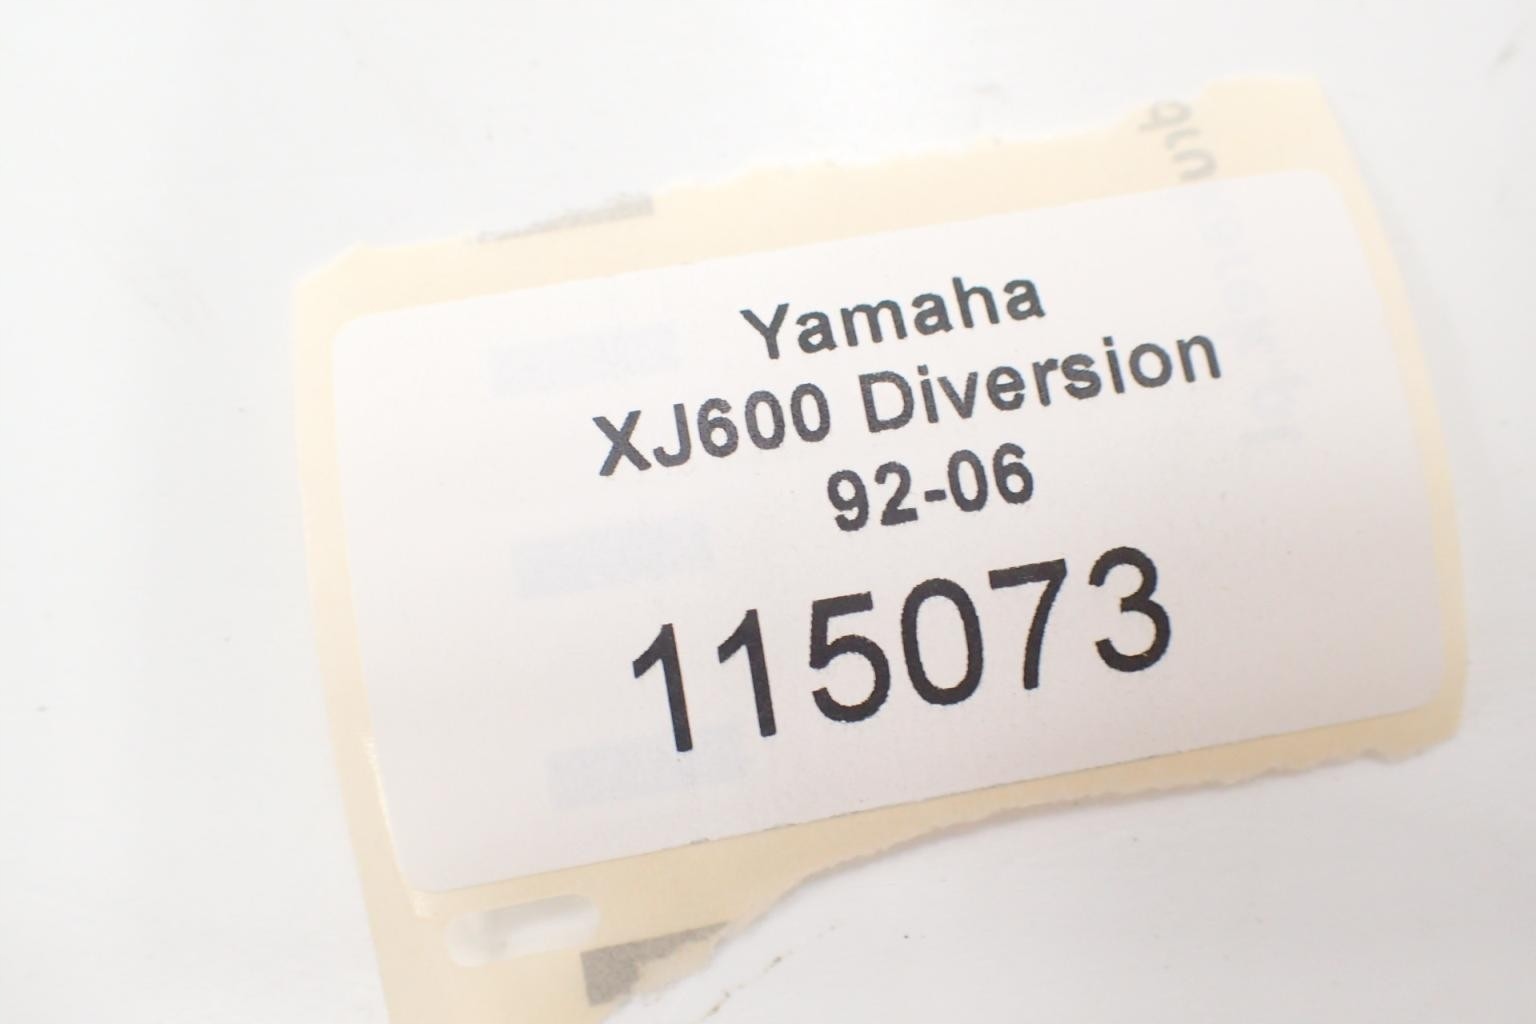 Yamaha
XJ600 Diversion
92-06
115073